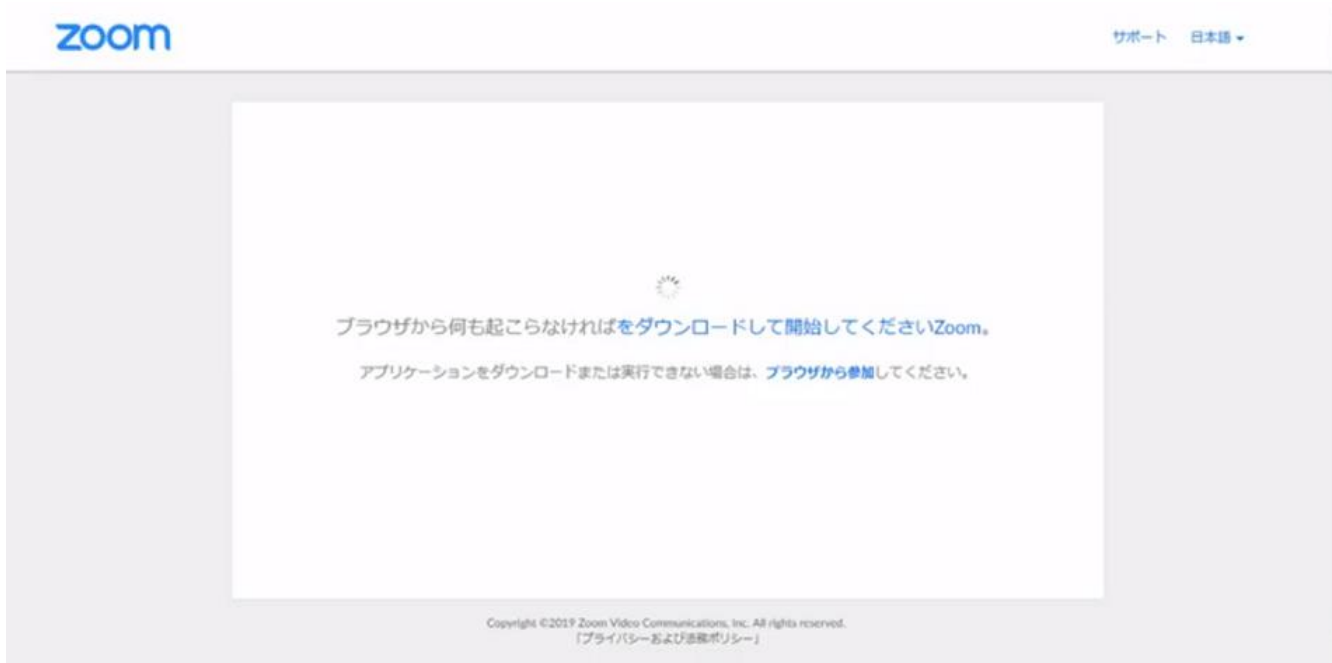 zoom
サポート 日本語
ブラウザから何も起こらなければをダウンロードして開始してくださいZoom。
アプリケーションをダウンロードまたは実行できない場合は、ブラウザから参加してください。
Copyright ©2019 Zoom Video Communications, Inc. All rights reserved.
「プライバシーおよび法務ポリシー」